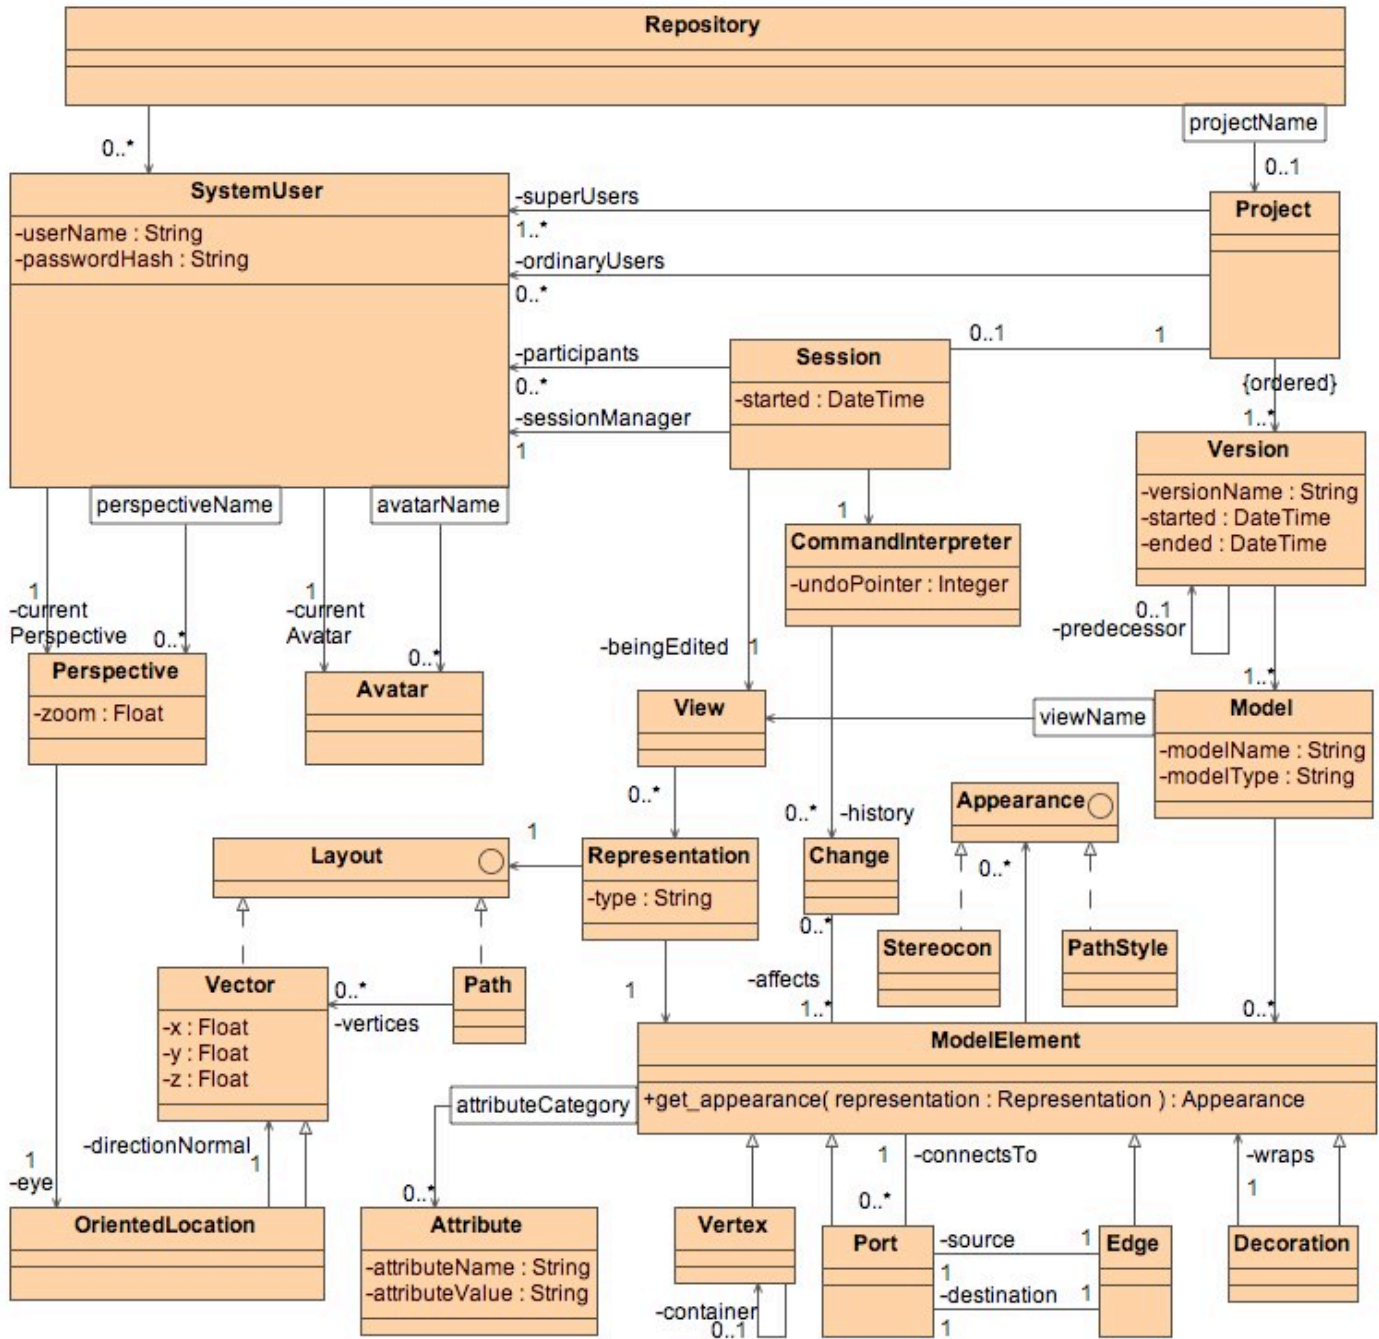 Repository
projectName
0..*
0..1
SystemUser
-userName : String
-passwordHash : String
-superUsers
1..*
-ordinaryUsers
0..*
Project
-participants
0..*
-sessionManager
1
Session
-started : DateTime
0..1
1
{ordered}
1..*
Version
-versionName : String
-started : DateTime
-ended : DateTime
perspectiveName
avatarName
1
CommandInterpreter
-undoPointer : Integer
1
-current
Perspective
0..*
1
-current
Avatar
0..*
0..1
-predecessor
-beingEdited
1
1..*
Perspective
-zoom : Float
Avatar
View
viewName
Model
-modelName : String
-modelType : String
0..*
0..*
-history
Appearance
0..*
Layout
1
Representation
-type : String
Change
0..*
Stereocon
PathStyle
Vector
-x : Float
-y : Float
-z : Float
0..*
-vertices
Path
1
-affects
1..*
0..*
ModelElement
+get_appearance( representation : Representation ) : Appearance
attributeCategory
-directionNormal
1
1
-eye
0..*
1
-connectsTo
0..*
-wraps
1
OrientedLocation
Attribute
-attributeName : String
-attributeValue : String
Vertex
-container
0..1
Port
-source
1
1
-destination
1
1
Edge
Decoration